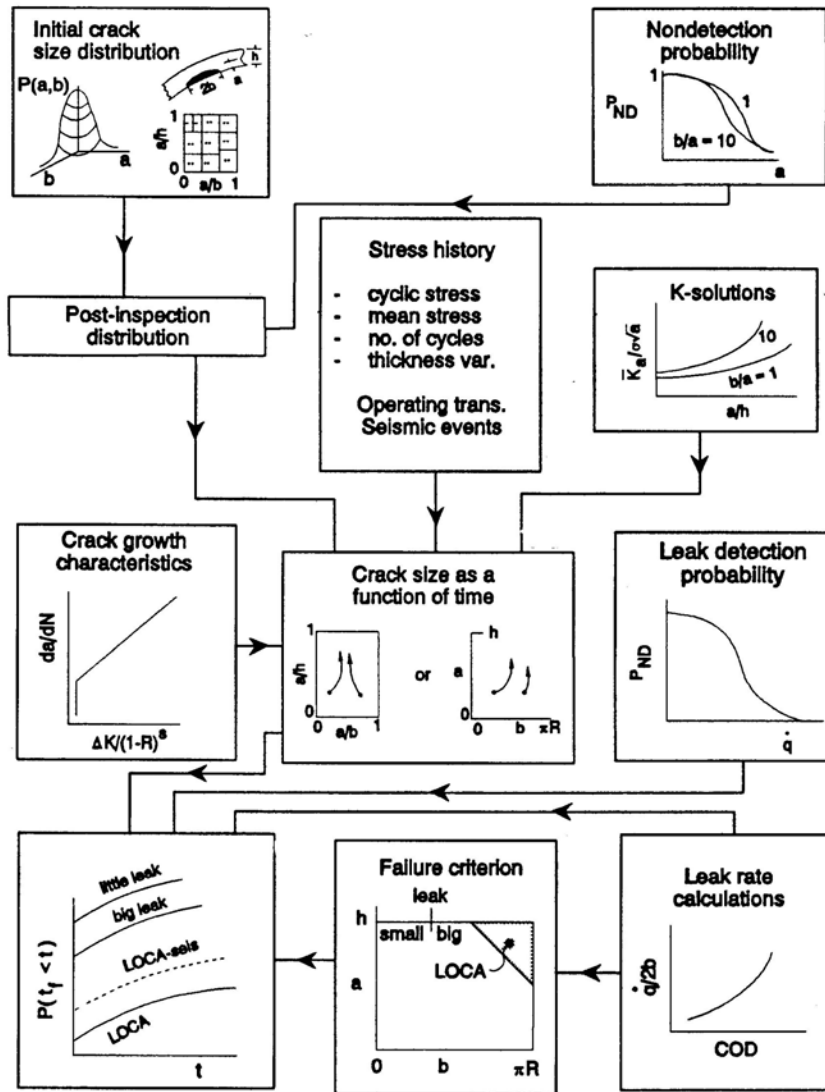 Initial crack
size distribution
P(a,b)
h
2b
a
b
a
a/h
1
0
0
a/b
1
Nondetection
probability
1
P_ND
1
b/a = 10
a
Stress history
- cyclic stress
- mean stress
- no. of cycles
- thickness var.
Operating trans.
Seismic events
Post-inspection
distribution
K-solutions
K̄a/σ√a
10
b/a = 1
a/h
Crack growth
characteristics
da/dN
ΔK/(1-R)^s
Crack size as a
function of time
1
a/h
0
0
a/b
1
or
h
a
0
0
b
πR
Leak detection
probability
P_ND
q̇
little leak
big leak
LOCA-seis
LOCA
P(t_f < t)
t
Failure criterion
leak
h
small
big
*
LOCA
a
0
b
πR
Leak rate
calculations
q̇/2b
COD